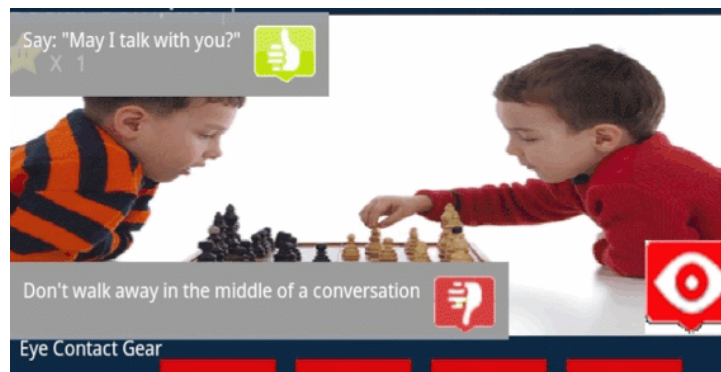 Say: "May I talk with you?"
X 1
Don't walk away in the middle of a conversation
Eye Contact Gear